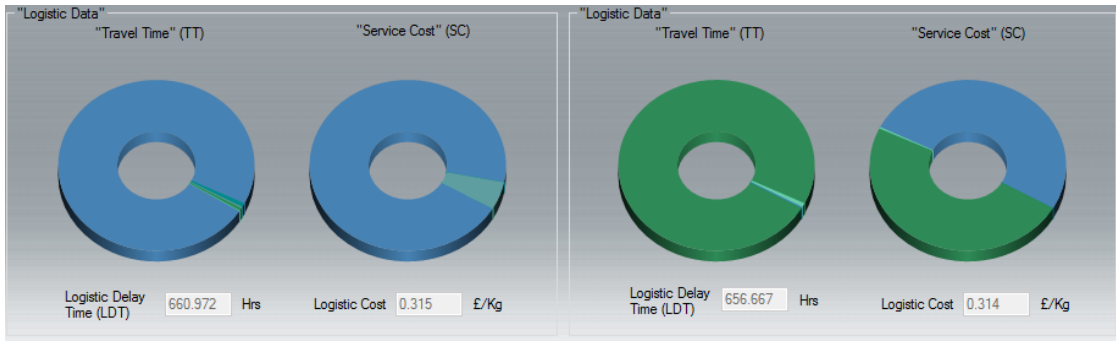 "Logistic Data"
"Travel Time" (TT)
"Service Cost" (SC)
Logistic Delay
Time (LDT)
660.972
Hrs
Logistic Cost
0.315
£/Kg
"Logistic Data"
"Travel Time" (TT)
"Service Cost" (SC)
Logistic Delay
Time (LDT)
656.667
Hrs
Logistic Cost
0.314
£/Kg